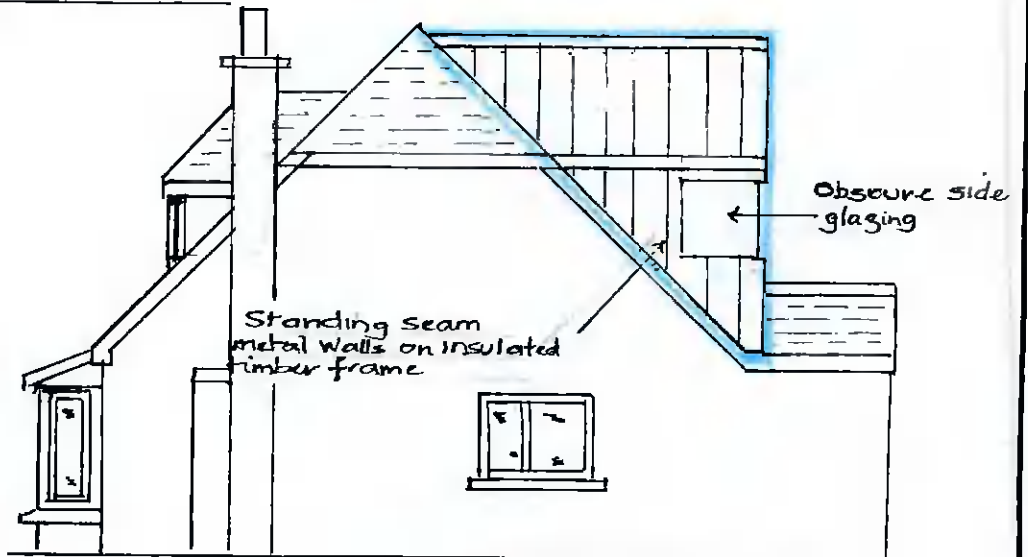 Obscure side
glazing
Standing seam
metal walls on insulated
timber frame